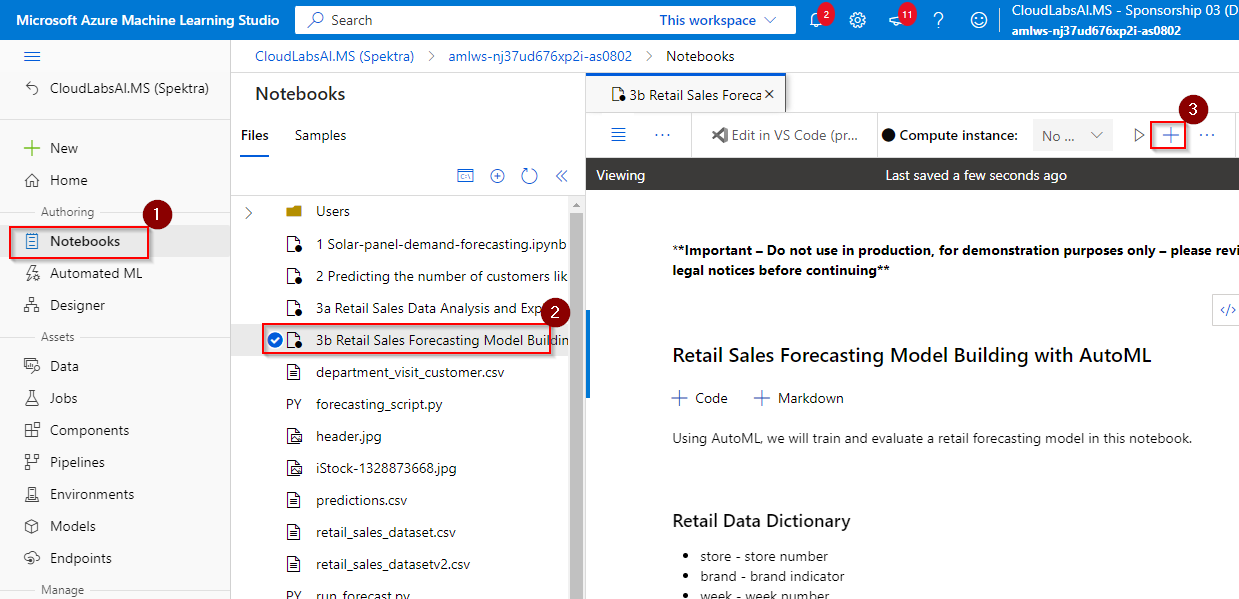 Microsoft Azure Machine Learning Studio
Search
This workspace
2
11
?
CloudLabsAI.MS - Sponsorship 03 (D
amlws-nj37ud676xp2i-as0802
CloudLabsAI.MS (Spektra)
New
Home
Authoring
1
Notebooks
Automated ML
Designer
Assets
Data
Jobs
Components
Pipelines
Environments
Models
Endpoints
Manage
CloudLabsAI.MS (Spektra) > amlws-nj37ud676xp2i-as0802 > Notebooks
Notebooks
Files Samples
Users
1 Solar-panel-demand-forecasting.ipynb
2 Predicting the number of customers lik
3a Retail Sales Data Analysis and Exp
2
3b Retail Sales Forecasting Model Buildin
department_visit_customer.csv
PY forecasting_script.py
header.jpg
iStock-1328873668.jpg
predictions.csv
retail_sales_dataset.csv
retail_sales_datasetv2.csv
PY run_forecast.py
3b Retail Sales Foreca
3
... Edit in VS Code (pr... Compute instance: No ... ...
Viewing Last saved a few seconds ago
**Important – Do not use in production, for demonstration purposes only – please revi
legal notices before continuing**
</>
Retail Sales Forecasting Model Building with AutoML
+ Code + Markdown
Using AutoML, we will train and evaluate a retail forecasting model in this notebook.
Retail Data Dictionary
• store - store number
• brand - brand indicator
• week - week number